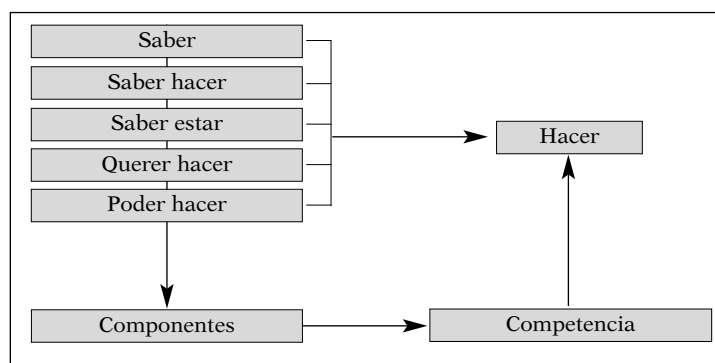 Saber
Saber hacer
Saber estar
Querer hacer
Poder hacer
Hacer
Componentes
Competencia